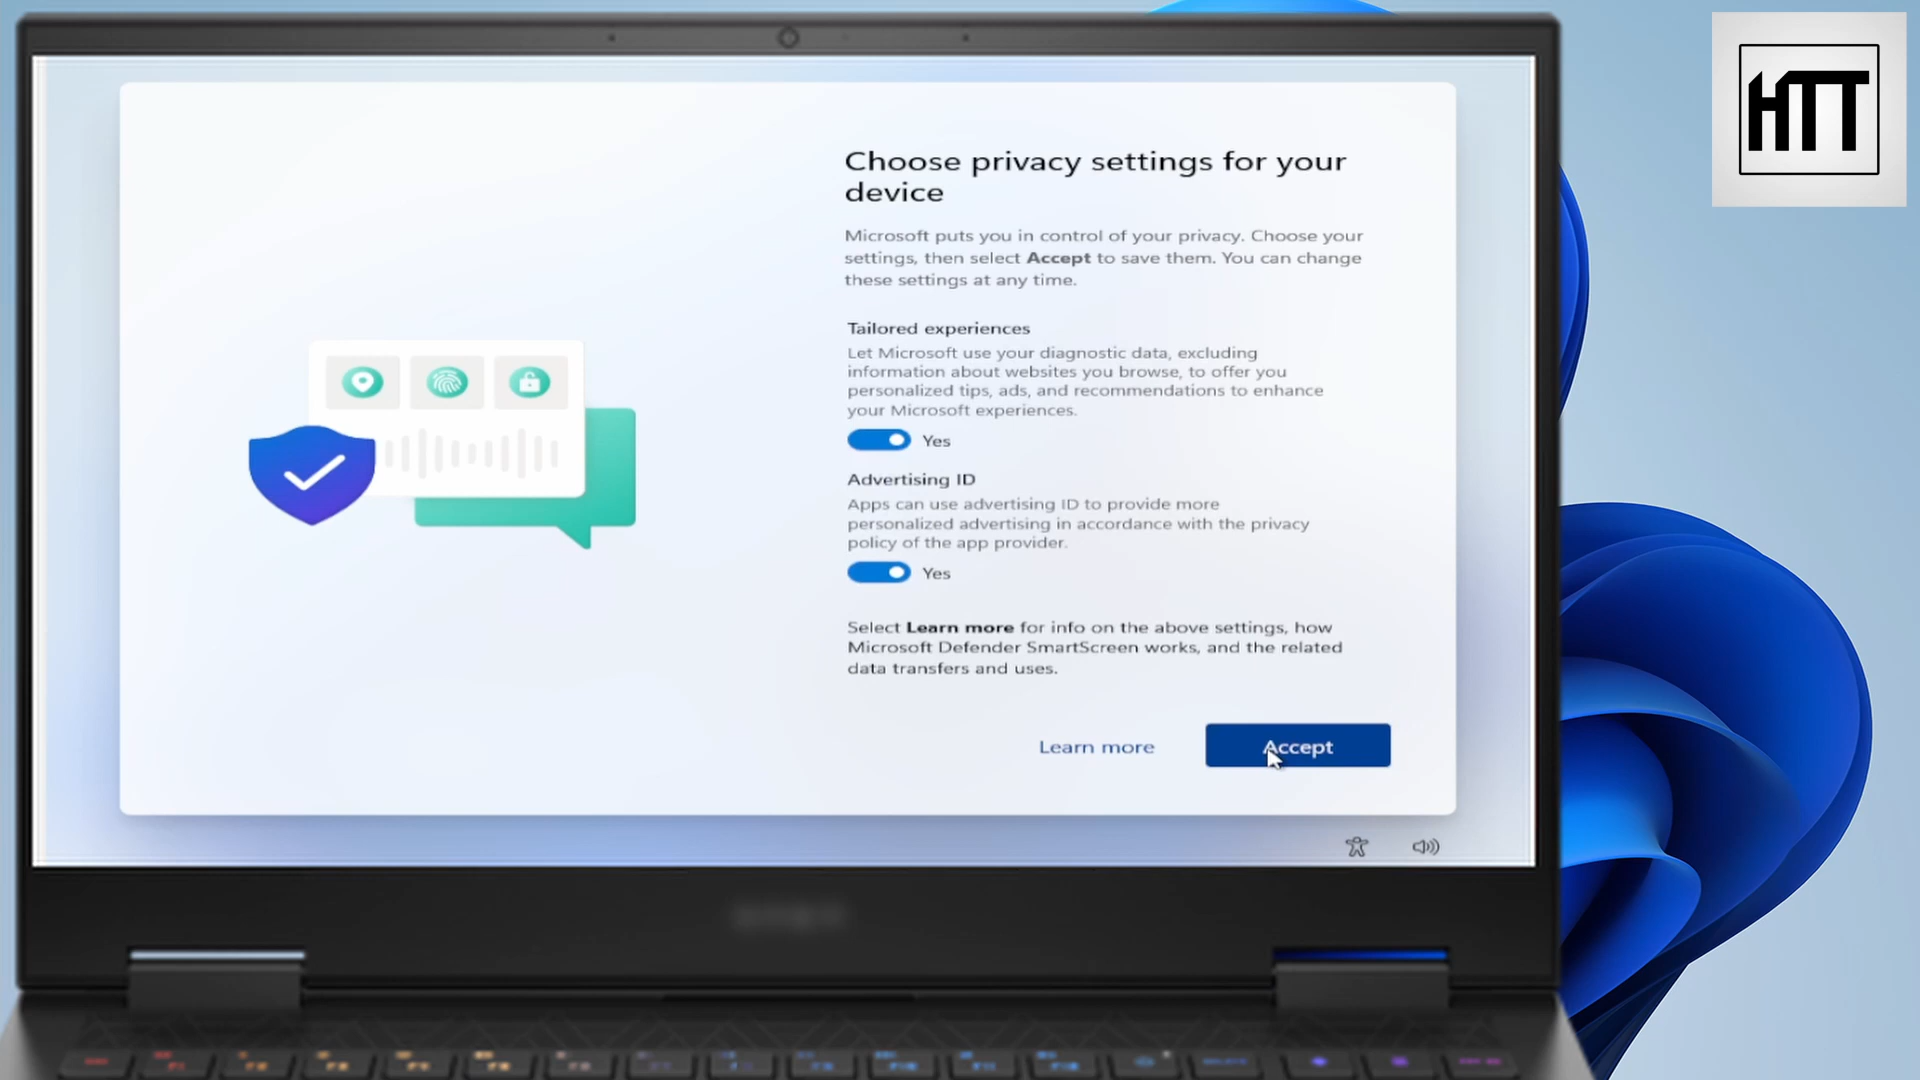 HTT
Choose privacy settings for your
device
Microsoft puts you in control of your privacy. Choose your
settings, then select Accept to save them. You can change
these settings at any time.
Tailored experiences
Let Microsoft use your diagnostic data, excluding
information about websites you browse, to offer you
personalized tips, ads, and recommendations to enhance
your Microsoft experiences.
Yes
Advertising ID
Apps can use advertising ID to provide more
personalized advertising in accordance with the privacy
policy of the app provider.
Yes
Select Learn more for info on the above settings, how
Microsoft Defender SmartScreen works, and the related
data transfers and uses.
Learn more
Accept